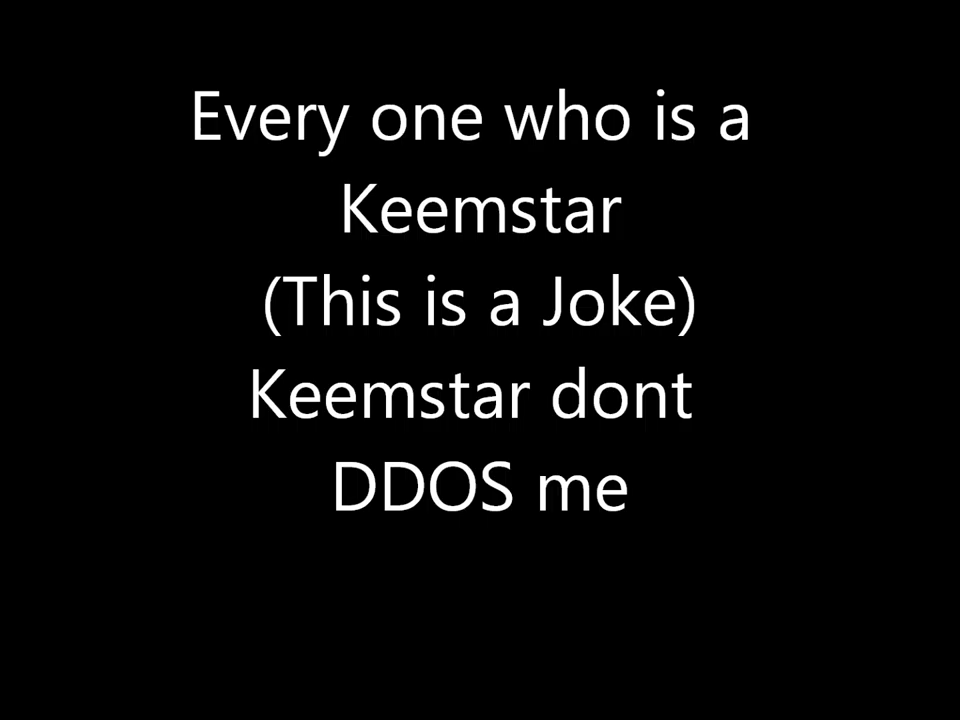 Every one who is a
Keemstar
(This is a Joke)
Keemstar dont
DDOS me